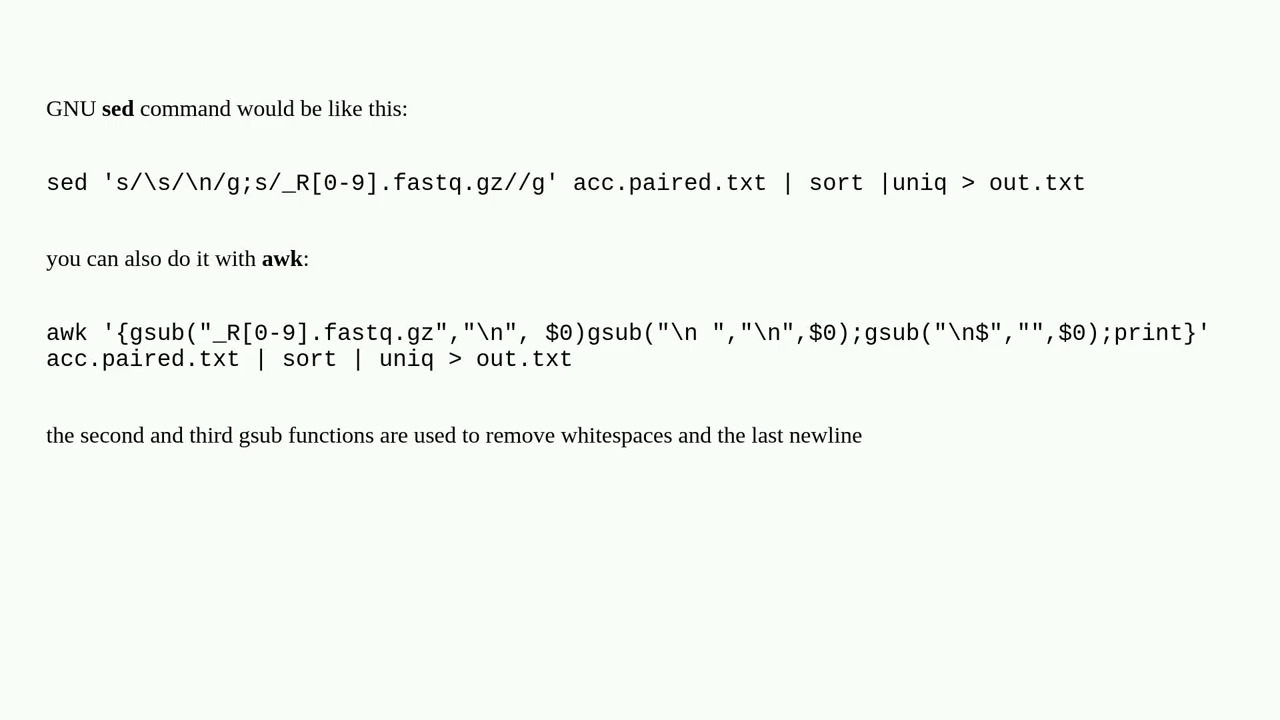 GNU sed command would be like this:
sed 's/\s/\n/g;s/_R[0-9].fastq.gz//g' acc.paired.txt | sort |uniq > out.txt
you can also do it with awk:
awk '{gsub("_R[0-9].fastq.gz","\n", $0)gsub("\n ","\n",$0);gsub("\n$","",$0);print}'
acc.paired.txt | sort | uniq > out.txt
the second and third gsub functions are used to remove whitespaces and the last newline